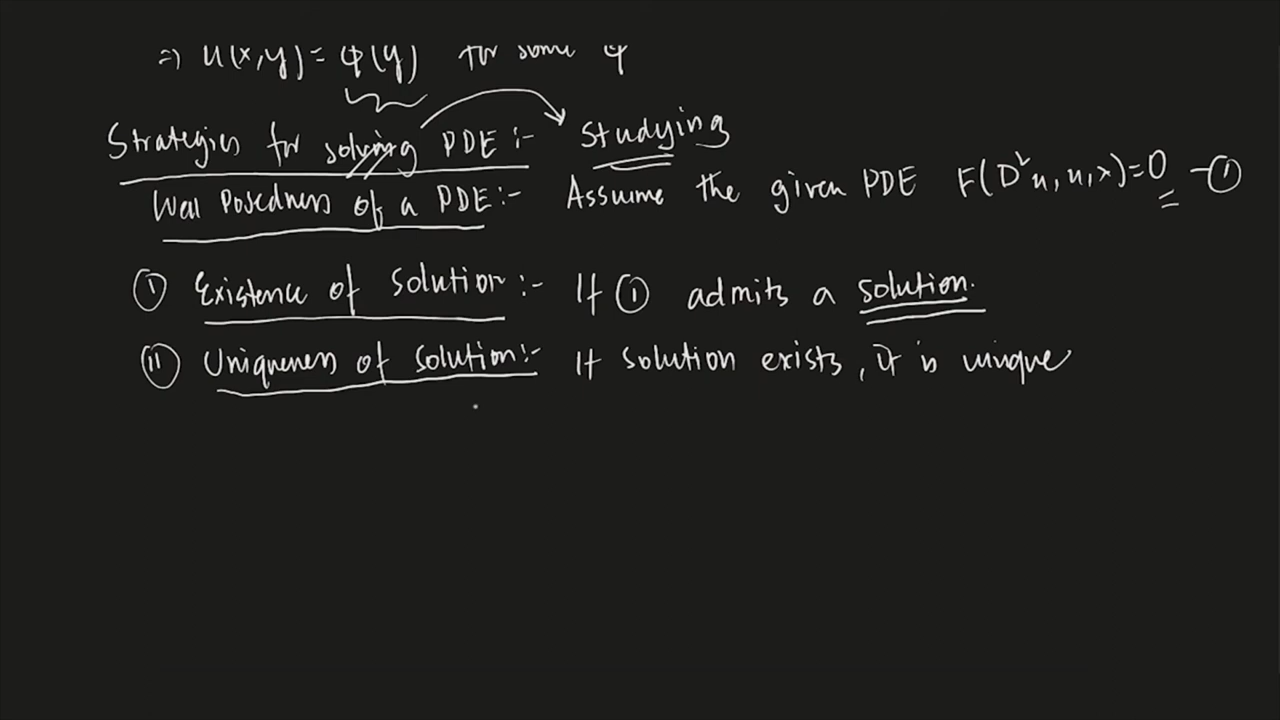 ⇒ u(x,y) = φ(y) for some φ
Strategies for solving PDE :- Studying
Well Posedness of a PDE :- Assume the given PDE F(D²u, u, x) = 0 - ①
① Existence of solution :- If ① admits a solution.
⑪ Uniqueness of solution :- If solution exists, it is unique